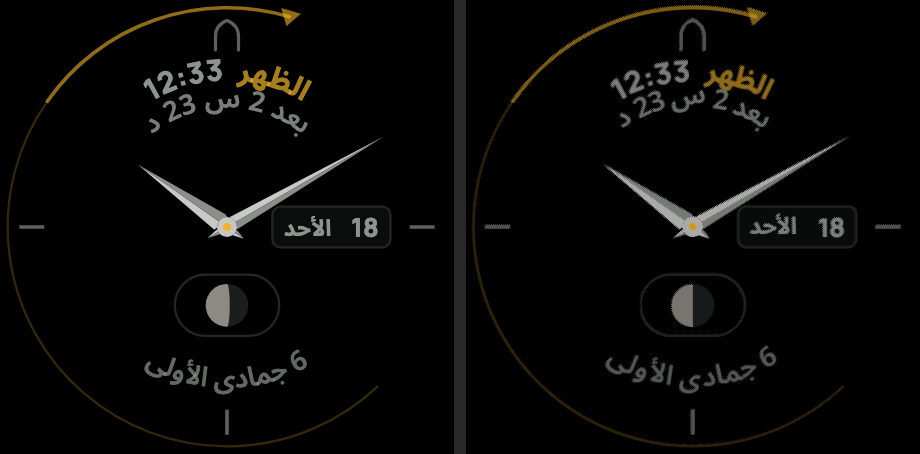 الظهر 12:33
بعد 2 س 23 د
الأحد 18
6 جمادى الأولى
الظهر 12:33
بعد 2 س 23 د
الأحد 18
6 جمادى الأولى